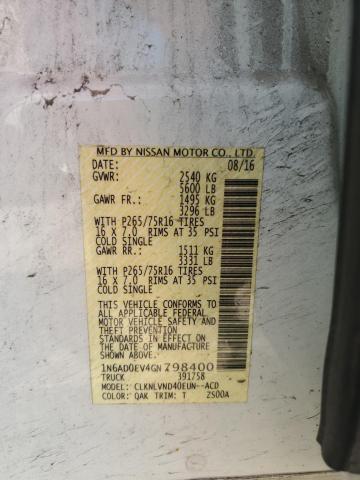 MFD BY NISSAN MOTOR CO., LTD.
DATE: 08/16
GVWR: 2540 KG
5600 LB
GAWR FR: 1495 KG
3296 LB
WITH P265/75R16 TIRES
16 X 7.0 RIMS AT 35 PSI
COLD SINGLE
GAWR RR: 1511 KG
3331 LB
WITH P265/75R16 TIRES
16 X 7.0 RIMS AT 35 PSI
COLD SINGLE
THIS VEHICLE CONFORMS TO
ALL APPLICABLE FEDERAL
MOTOR VEHICLE SAFETY AND
THEFT PREVENTION
STANDARDS IN EFFECT ON
THE DATE OF MANUFACTURE
SHOWN ABOVE.
1N6AD0EV4GN798400
TRUCK 391758
MODEL: CLKNLVND40EUN--ACD
COLOR: QAK TRIM: T ZS00A